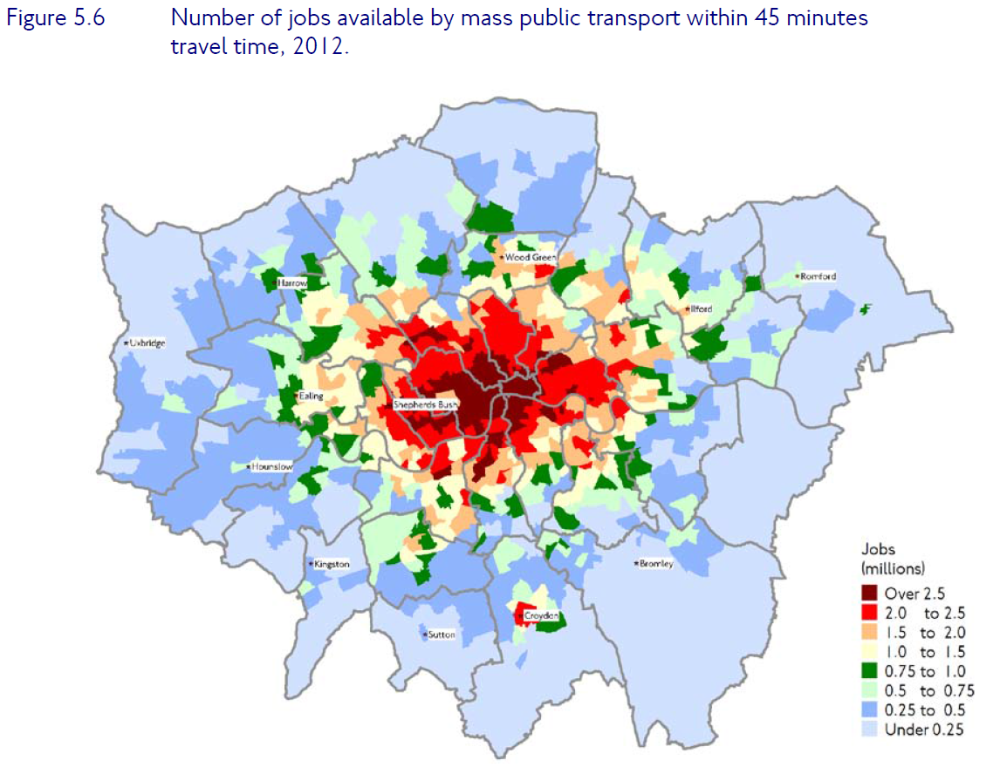 Figure 5.6
Number of jobs available by mass public transport within 45 minutes
travel time, 2012.
Wood Green
Harrow
Romford
Ilford
Uxbridge
Ealing
Shepherds Bush
Hounslow
Kingston
Bromley
Croydon
Sutton
Jobs
(millions)
Over 2.5
2.0 to 2.5
1.5 to 2.0
1.0 to 1.5
0.75 to 1.0
0.5 to 0.75
0.25 to 0.5
Under 0.25